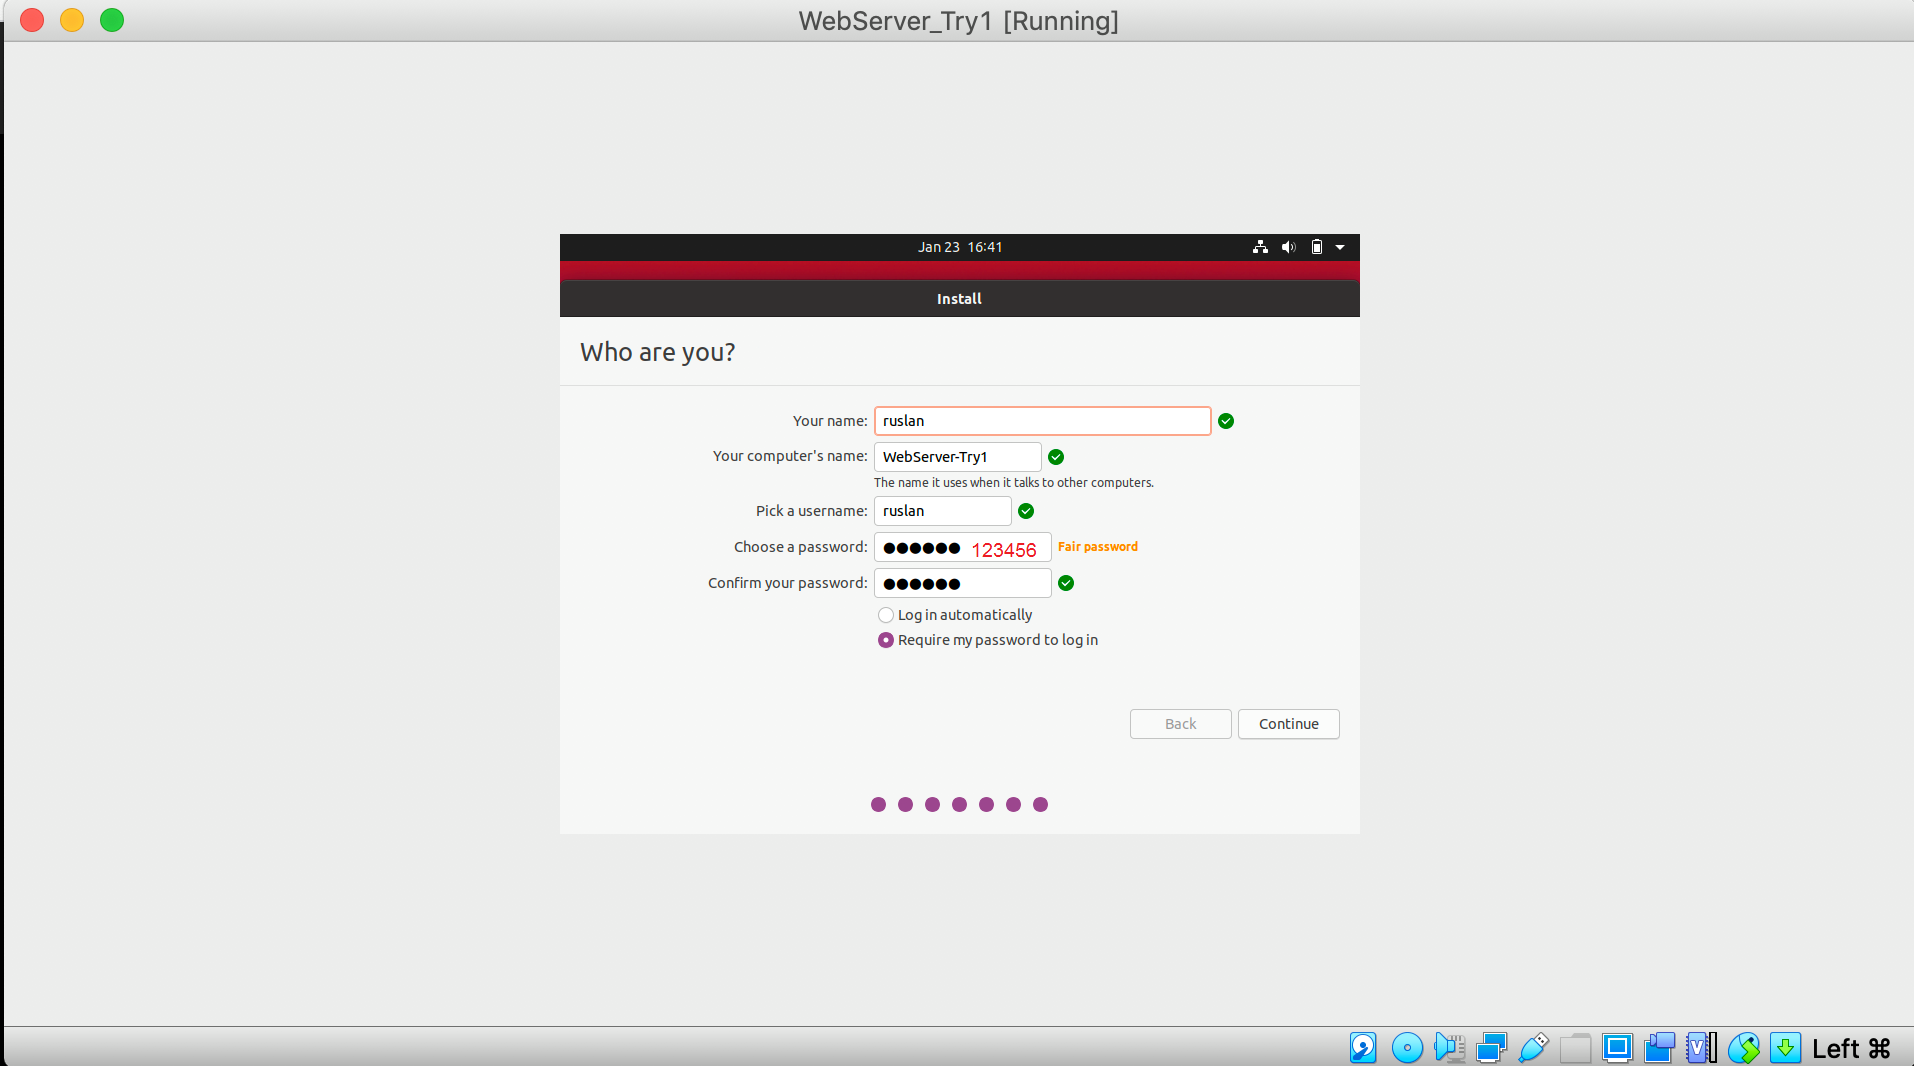 WebServer_Try1 [Running]
Jan 23 16:41
Install
Who are you?
Your name: ruslan
Your computer's name: WebServer-Try1
The name it uses when it talks to other computers.
Pick a username: ruslan
Choose a password: ●●●●●● 123456 Fair password
Confirm your password: ●●●●●●
Log in automatically
Require my password to log in
Back Continue
V
Left ⌘